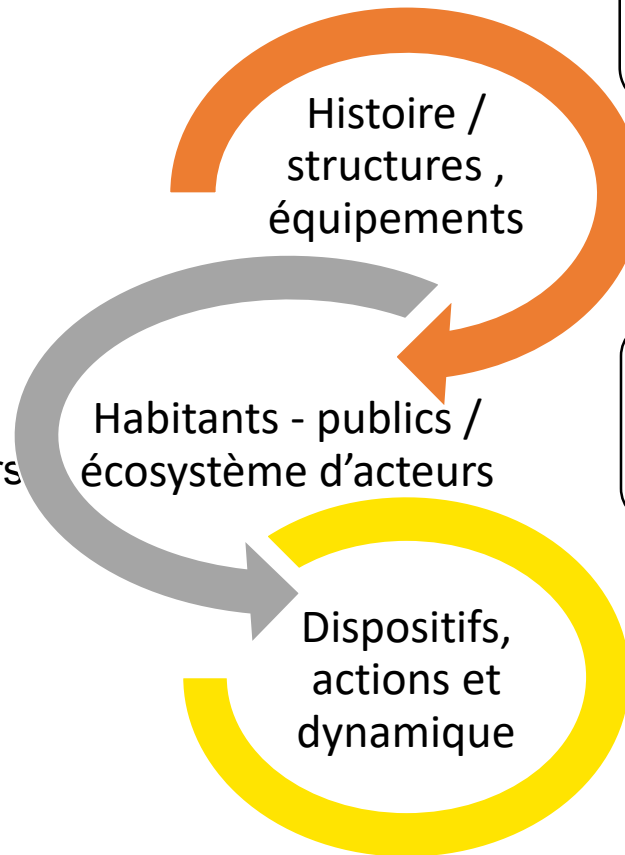 Histoire /
structures ,
équipements
Habitants - publics /
écosystème d’acteurs
Dispositifs,
actions et
dynamique